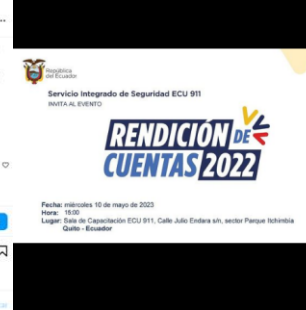 República
del Ecuador
Servicio Integrado de Seguridad ECU 911
INVITA AL EVENTO
RENDICIÓN DE
CUENTAS 2022
Fecha: miércoles 10 de mayo de 2023
Hora: 15:00
Lugar: Sala de Capacitación ECU 911, Calle Julio Endara s/n, sector Parque Itchimbía
Quito - Ecuador